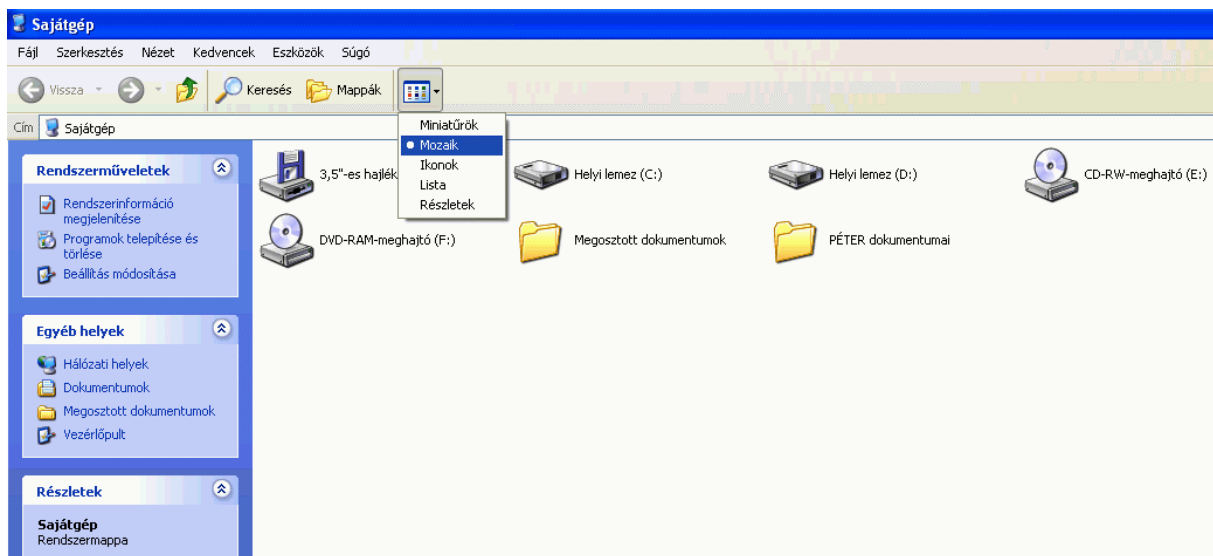 Sajátgép
Fájl Szerkesztés Nézet Kedvencek Eszközök Súgó
Vissza Keresés Mappák
Cím Sajátgép
Miniatűrök
Mozaik
Ikonok
Lista
Részletek
Rendszerműveletek
Rendszerinformáció
megjelenítése
Programok telepítése és
törlése
Beállítás módosítása
Egyéb helyek
Hálózati helyek
Dokumentumok
Megosztott dokumentumok
Vezérlőpult
Részletek
Sajátgép
Rendszermappa
3,5"-es hajlék Helyi lemez (C:) Helyi lemez (D:) CD-RW-meghajtó (E:)
DVD-RAM-meghajtó (F:) Megosztott dokumentumok PÉTER dokumentumai